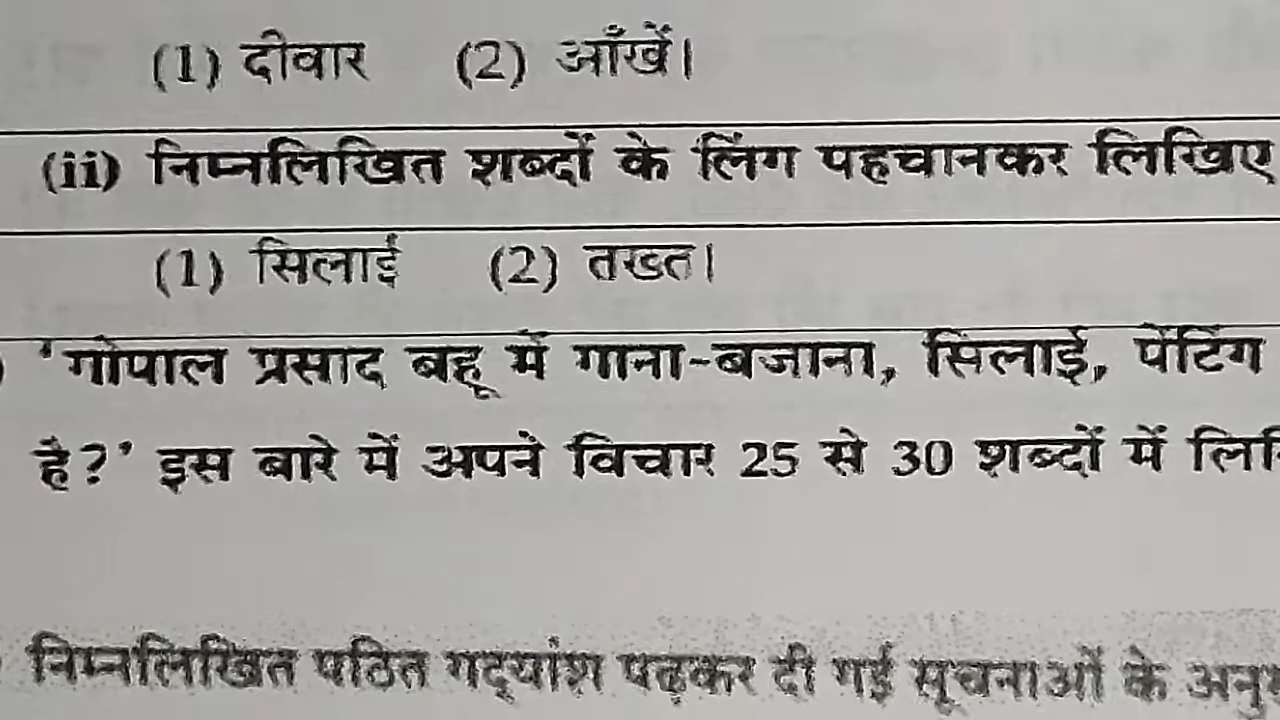 (1) दीवार (2) आँखें।
(ii) निम्नलिखित शब्दों के लिंग पहचानकर लिखिए
(1) सिलाई (2) तख्त।
'गोपाल प्रसाद बहू में गाना-बजाना, सिलाई, पेंटिंग
है?' इस बारे में अपने विचार 25 से 30 शब्दों में
निम्नलिखित पठित गद्यांश पढ़कर दी गई सूचनाओं के